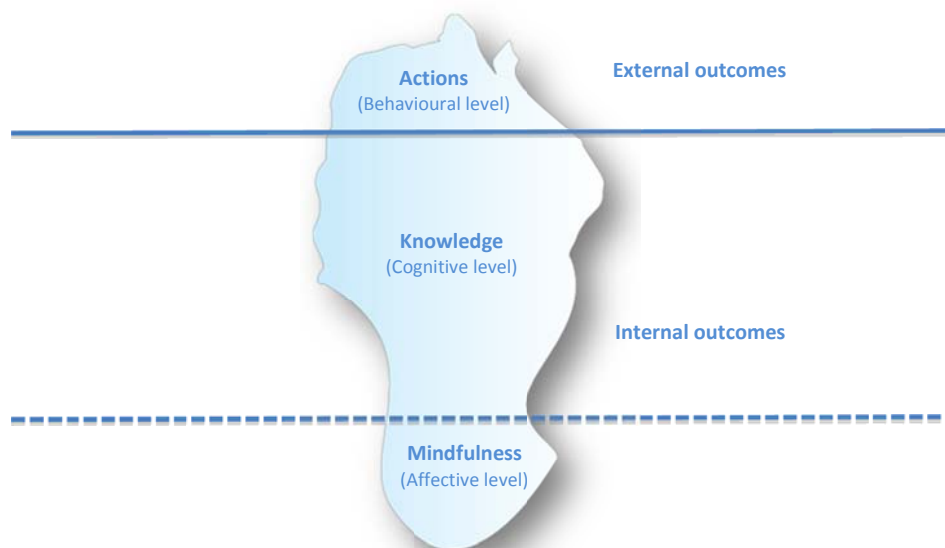 Actions
(Behavioural level)
External outcomes
Knowledge
(Cognitive level)
Internal outcomes
Mindfulness
(Affective level)